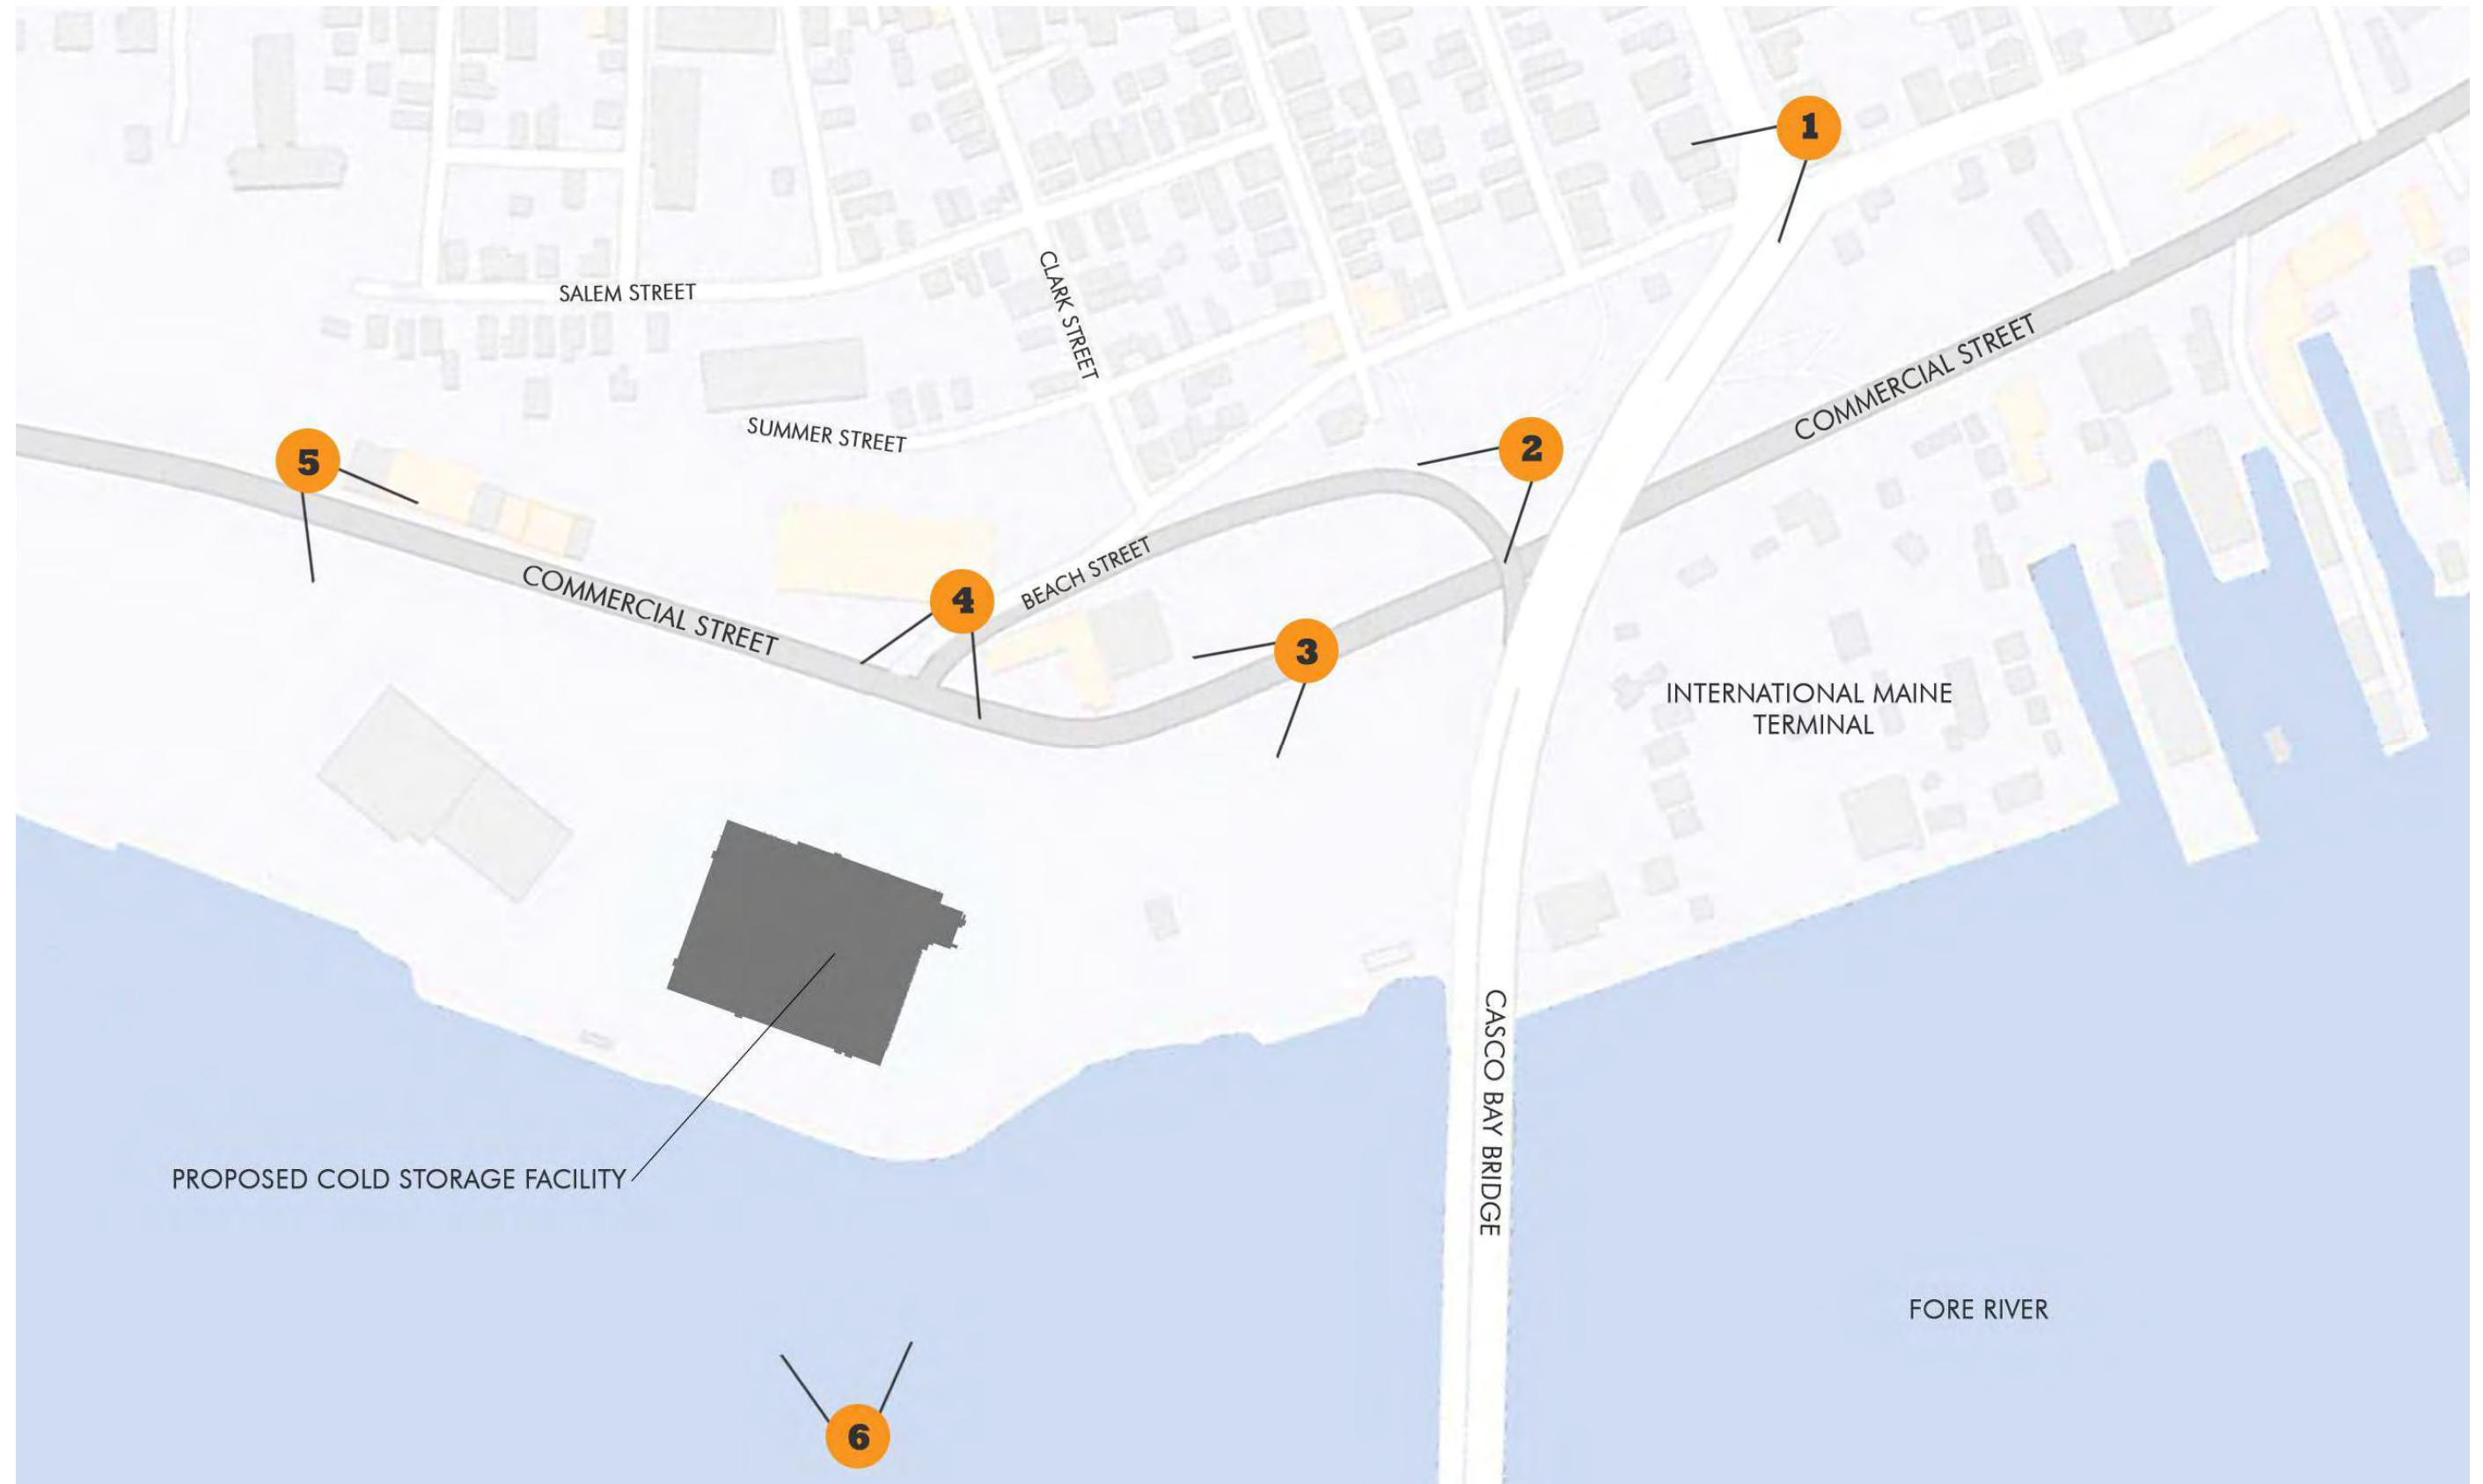 1
CLARK STREET
SALEM STREET
COMMERCIAL STREET
SUMMER STREET
2
5
BEACH STREET
COMMERCIAL STREET
4
3
INTERNATIONAL MAINE
TERMINAL
CASCO BAY BRIDGE
PROPOSED COLD STORAGE FACILITY
FORE RIVER
6